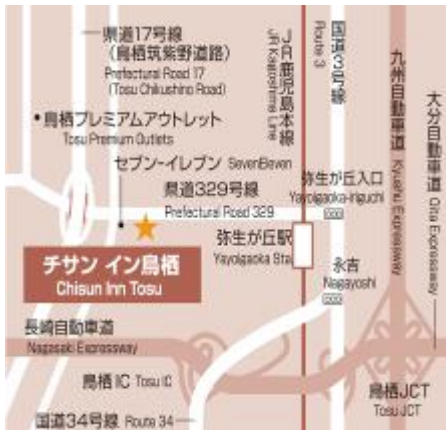 県道17号線
(鳥栖筑紫野道路)
Prefectural Road 17
(Tosu Chikushino Road)
鳥栖プレミアムアウトレット
Tosu Premium Outlets
セブン-イレブン SevenEleven
県道329号線
Prefectural Road 329
JR鹿児島本線
JR Kagoshima Line
Route 3
国道3号線
九州自動車道
Kyushu Expressway
大分自動車道
Oita Expressway
弥生が丘入口
Yayoigaoka-iriguchi
弥生が丘駅
Yayoigaoka Sta.
永吉
Nagayoshi
チサン イン鳥栖
Chisun Inn Tosu
長崎自動車道
Nagasaki Expressway
鳥栖IC Tosu IC
国道34号線 Route 34
鳥栖JCT
Tosu JCT